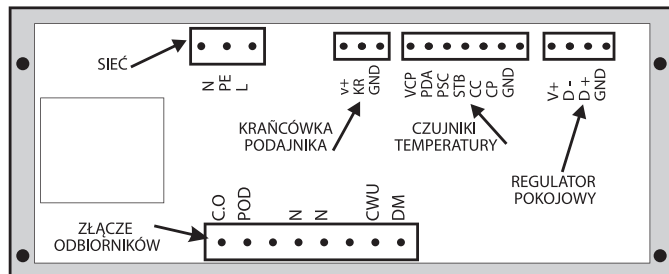 SIEĆ
N
PE
L
v+
KR
GND
VCP
PDA
PSC
STB
CC
CP
GND
V+
D-
D+
GND
KRAŃCÓWKA
PODAJNIKA
CZUJNIKI
TEMPERATURY
REGULATOR
POKOJOWY
ZŁĄCZE
ODBIORNIKÓW
C.O
POD
N
N
CWU
DM